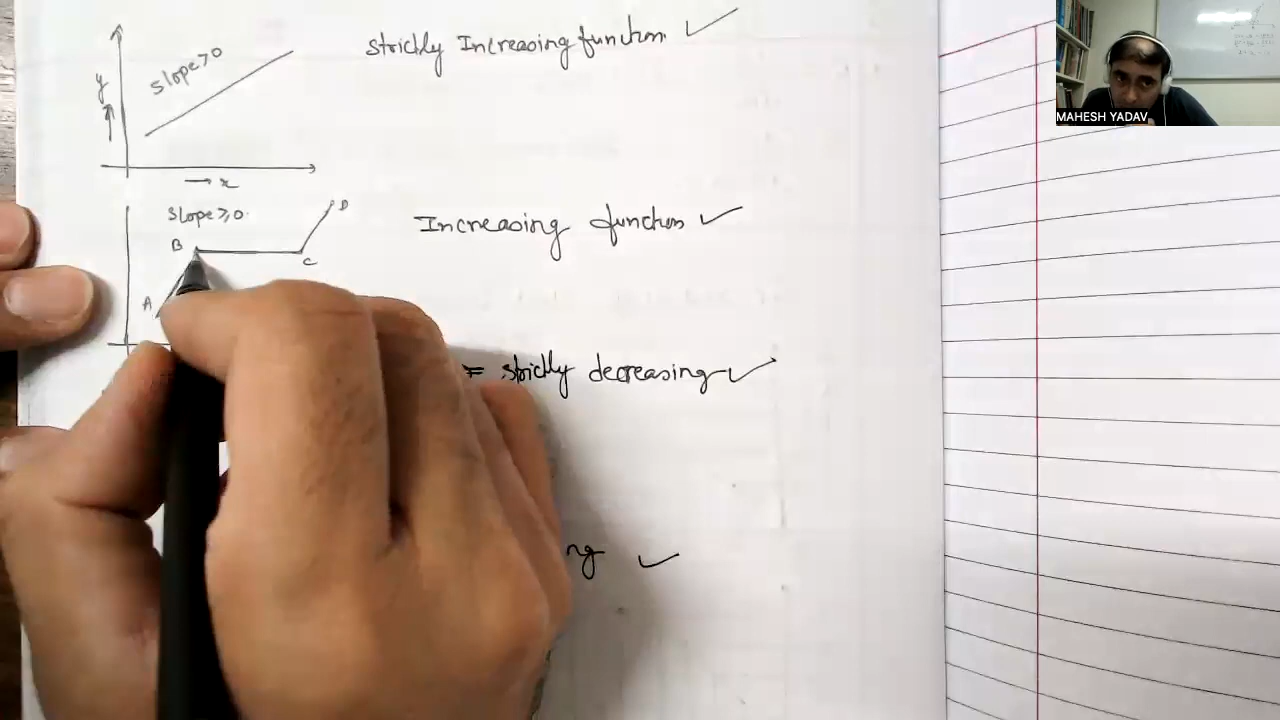 strictly Increasing function
MAHESH YADAV
slope>0
y
x
slope≥0
Increasing function
B
D
C
A
= strictly decreasing
ng